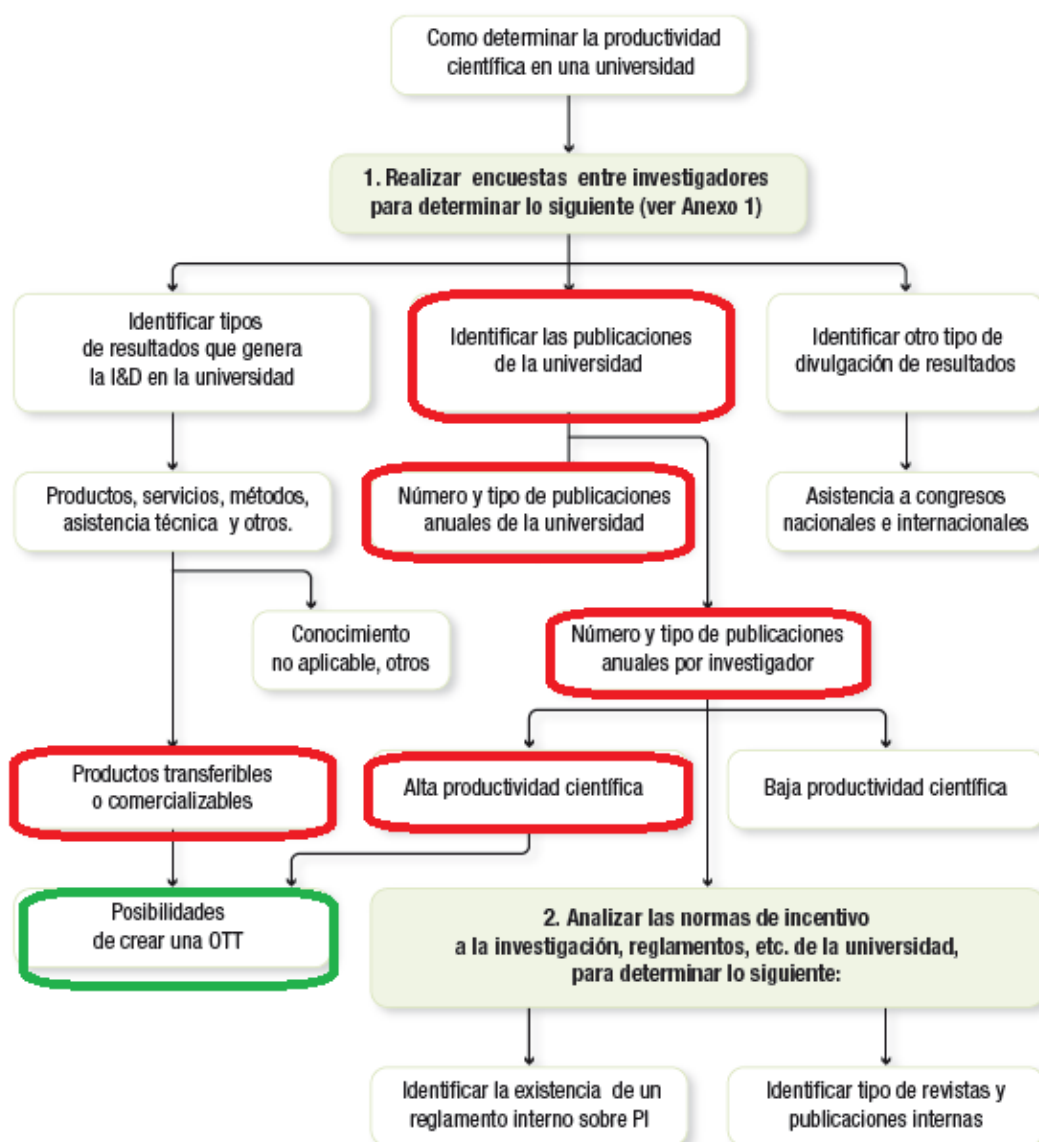 Como determinar la productividad
científica en una universidad
1. Realizar encuestas entre investigadores
para determinar lo siguiente (ver Anexo 1)
Identificar tipos
de resultados que genera
la I&D en la universidad
Identificar las publicaciones
de la universidad
Identificar otro tipo de
divulgación de resultados
Productos, servicios, métodos,
asistencia técnica y otros.
Número y tipo de publicaciones
anuales de la universidad
Asistencia a congresos
nacionales e internacionales
Conocimiento
no aplicable, otros
Número y tipo de publicaciones
anuales por investigador
Productos transferibles
o comercializables
Alta productividad científica
Baja productividad científica
Posibilidades
de crear una OTT
2. Analizar las normas de incentivo
a la investigación, reglamentos, etc. de la universidad,
para determinar lo siguiente:
Identificar la existencia de un
reglamento interno sobre PI
Identificar tipo de revistas y
publicaciones internas